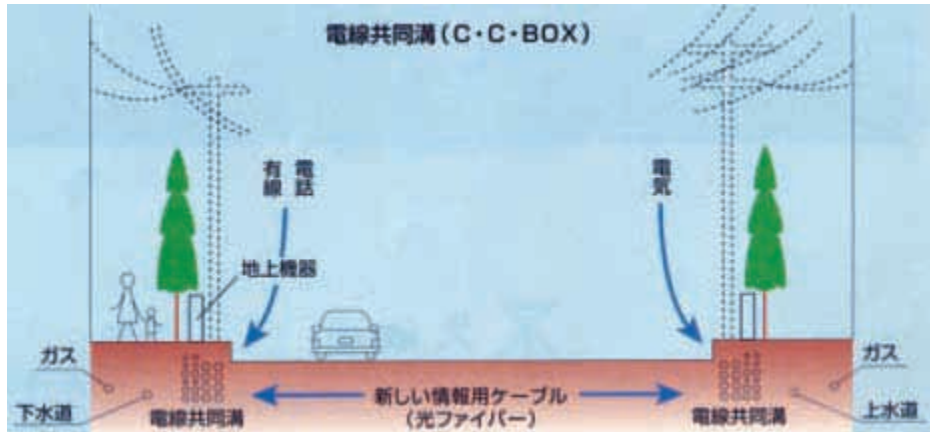 電線共同溝(C・C・BOX)
電話
有線
電気
地上機器
ガス
ガス
下水道
新しい情報用ケーブル
(光ファイバー)
上水道
電線共同溝
電線共同溝